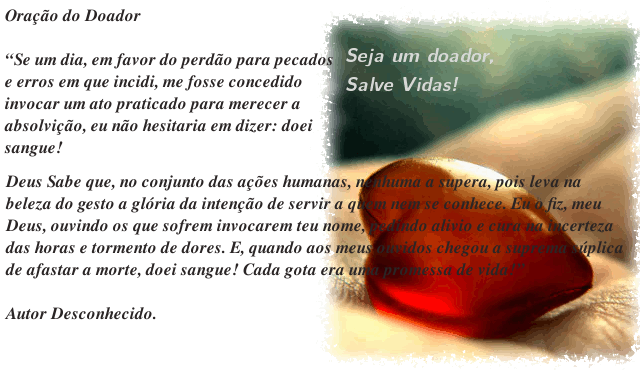 Oração do Doador
“Se um dia, em favor do perdão para pecados
e erros em que incidi, me fosse concedido
invocar um ato praticado para merecer a
absolvição, eu não hesitaria em dizer: doei
sangue!
Seja um doador,
Salve Vidas!
Deus Sabe que, no conjunto das ações humanas, nenhuma a supera, pois leva na
beleza do gesto a glória da intenção de servir a quem nem se conhece. Eu o fiz, meu
Deus, ouvindo os que sofrem invocarem teu nome, pedindo alívio e cura na incerteza
das horas e tormento de dores. E, quando aos meus ouvidos chegou a suprema súplica
de afastar a morte, doei sangue! Cada gota era uma promessa de vida!”
Autor Desconhecido.